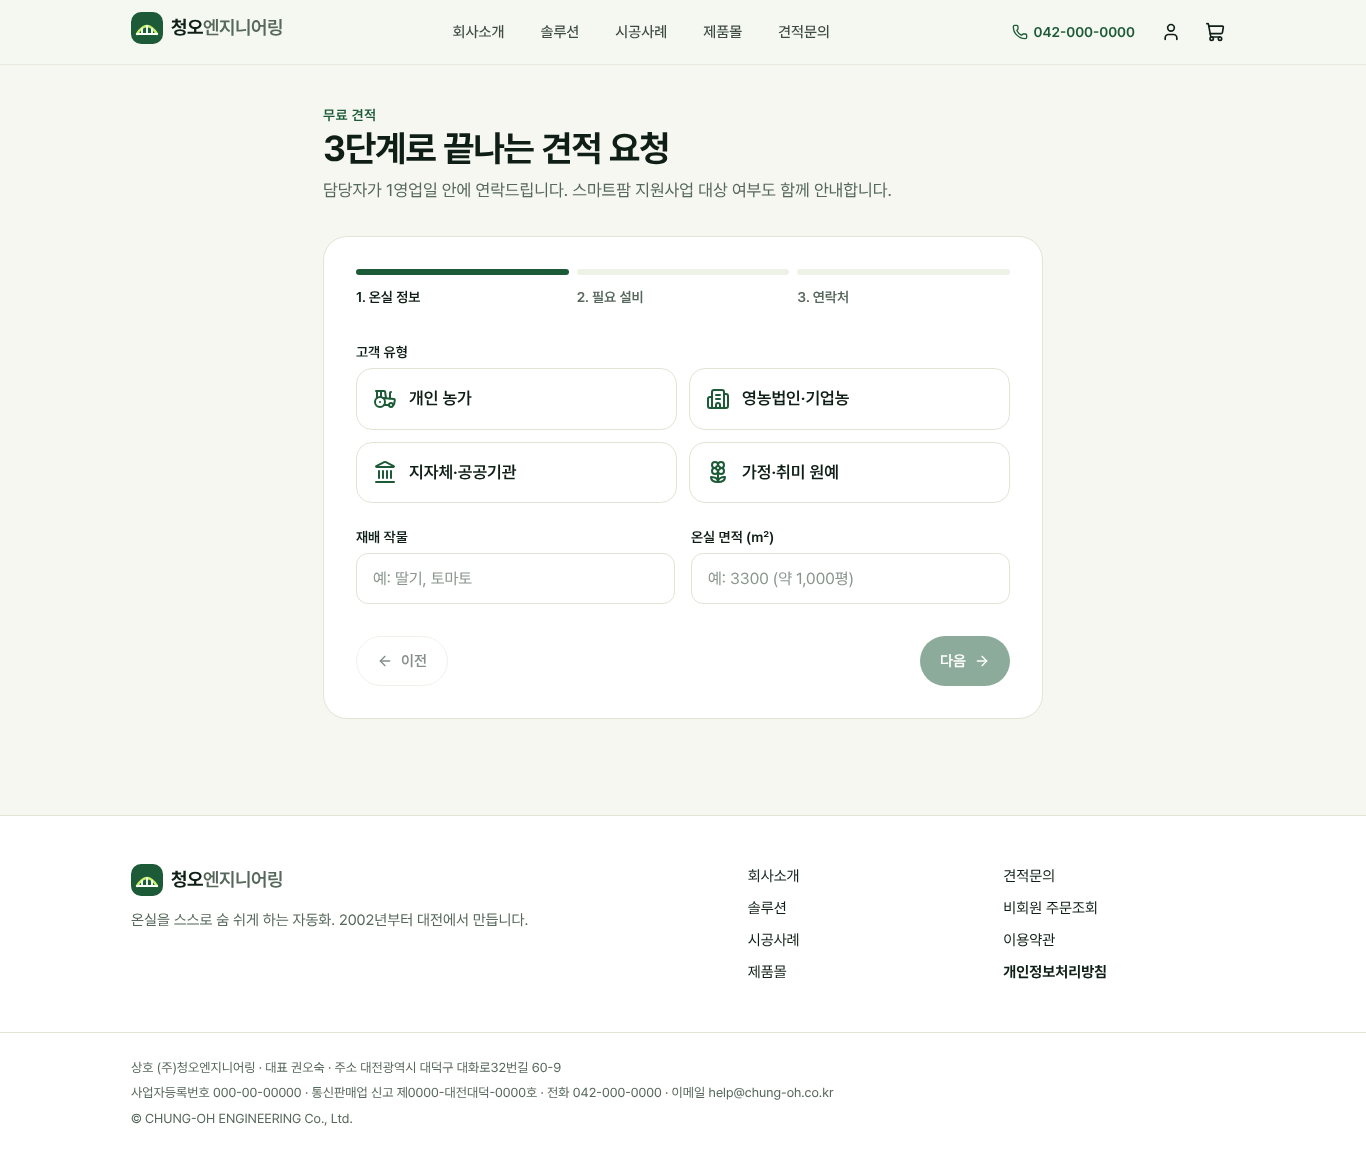 청오엔지니어링
회사소개 솔루션 시공사례 제품몰 견적문의
042-000-0000
무료 견적
3단계로 끝나는 견적 요청
담당자가 1영업일 안에 연락드립니다. 스마트팜 지원사업 대상 여부도 함께 안내합니다.
1. 온실 정보 2. 필요 설비 3. 연락처
고객 유형
개인 농가 영농법인·기업농
지자체·공공기관 가정·취미 원예
재배 작물 온실 면적 (m²)
예: 딸기, 토마토 예: 3300 (약 1,000평)
이전 다음
청오엔지니어링
온실을 스스로 숨 쉬게 하는 자동화. 2002년부터 대전에서 만듭니다.
회사소개
솔루션
시공사례
제품몰
견적문의
비회원 주문조회
이용약관
개인정보처리방침
상호 (주)청오엔지니어링 · 대표 권오숙 · 주소 대전광역시 대덕구 대화로32번길 60-9
사업자등록번호 000-00-00000 · 통신판매업 신고 제0000-대전대덕-0000호 · 전화 042-000-0000 · 이메일 help@chung-oh.co.kr
© CHUNG-OH ENGINEERING Co., Ltd.